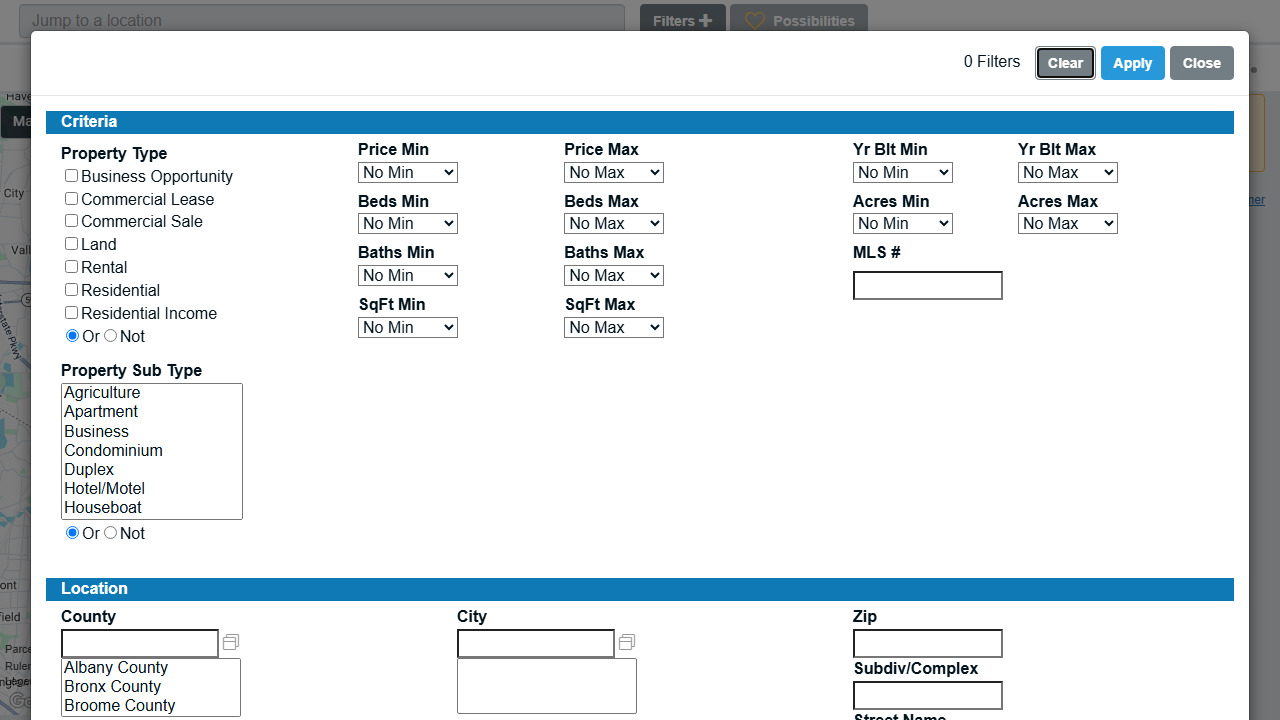 Jump to a location
Filters
Possibilities
0 Filters
Clear
Apply
Close
Criteria
Property Type
Business Opportunity
Commercial Lease
Commercial Sale
Land
Rental
Residential
Residential Income
Or Not
Price Min
No Min
Price Max
No Max
Beds Min
No Min
Beds Max
No Max
Baths Min
No Min
Baths Max
No Max
SqFt Min
No Min
SqFt Max
No Max
Yr Blt Min
No Min
Yr Blt Max
No Max
Acres Min
No Min
Acres Max
No Max
MLS #
Property Sub Type
Agriculture
Apartment
Business
Condominium
Duplex
Hotel/Motel
Houseboat
Or Not
Location
County
Albany County
Bronx County
Broome County
City
Zip
Subdiv/Complex
Street Name
City